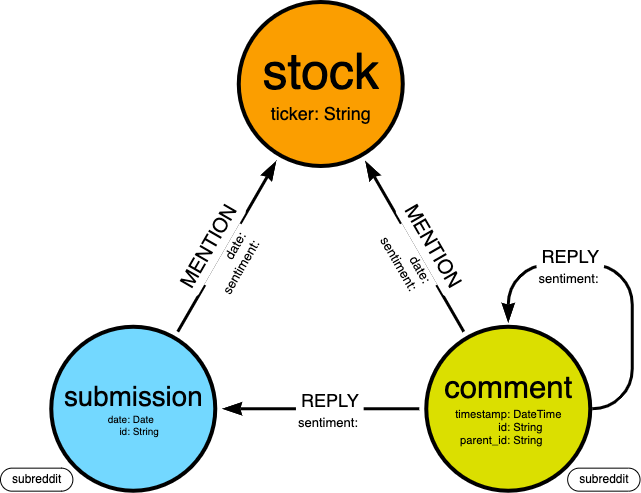 stock
ticker: String
MENTION
date:
sentiment:
MENTION
date:
sentiment:
REPLY
sentiment:
submission
date: Date
id: String
subreddit
REPLY
sentiment:
comment
timestamp: DateTime
id: String
parent_id: String
subreddit